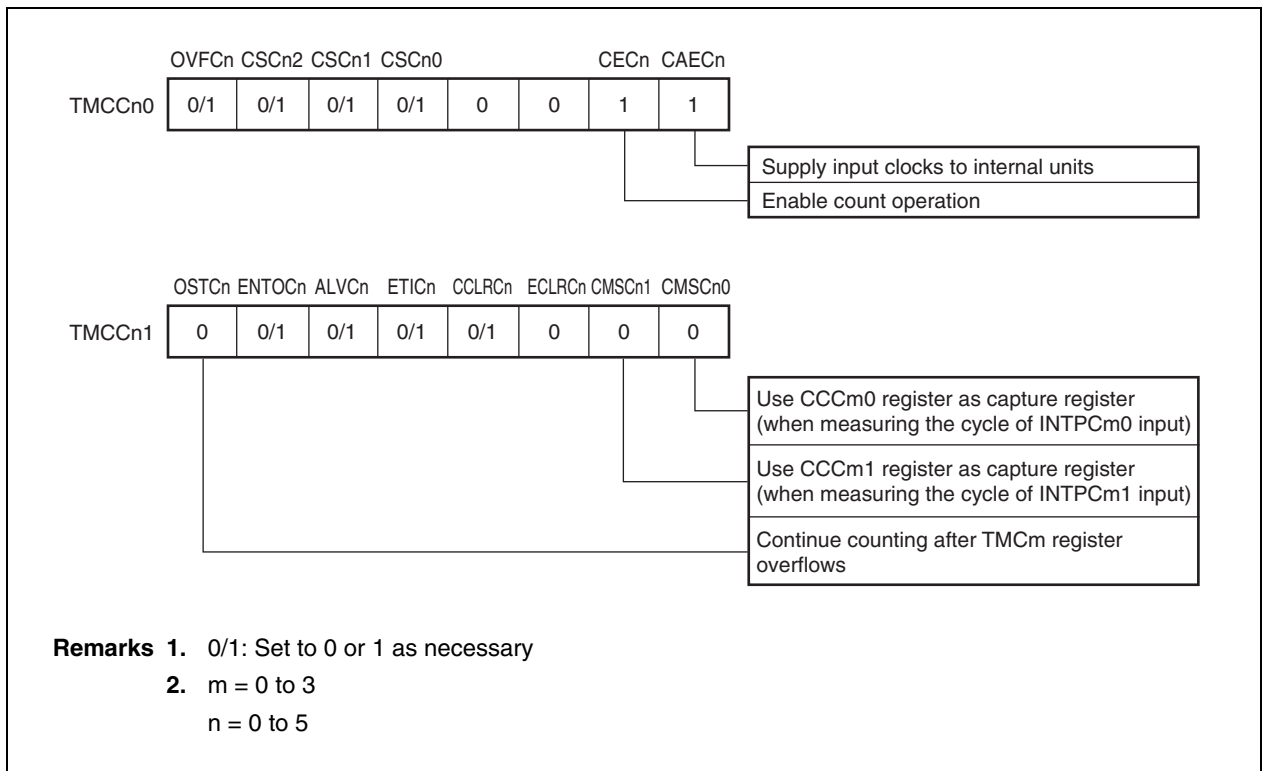 OVFCn CSCn2 CSCn1 CSCn0 CECn CAECn
TMCCn0 0/1 0/1 0/1 0/1 0 0 1 1
Supply input clocks to internal units
Enable count operation
OSTCn ENTOCn ALVCn ETICn CCLRCn ECLRCn CMSCn1 CMSCn0
TMCCn1 0 0/1 0/1 0/1 0/1 0 0 0
Use CCCm0 register as capture register
(when measuring the cycle of INTPCm0 input)
Use CCCm1 register as capture register
(when measuring the cycle of INTPCm1 input)
Continue counting after TMCm register
overflows
Remarks 1. 0/1: Set to 0 or 1 as necessary
2. m = 0 to 3
n = 0 to 5